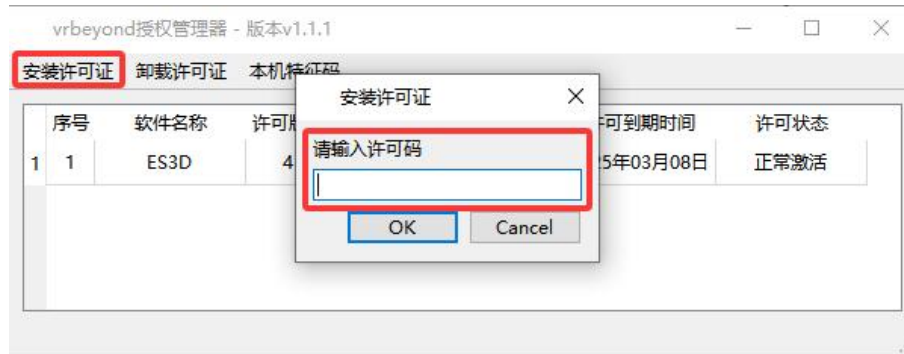 vrbeyond授权管理器 - 版本v1.1.1
安装许可证 卸载许可证 本机特征码
安装许可证
序号 软件名称 许可 可到期时间 许可状态
请输入许可码
1 1 ES3D 4 5年03月08日 正常激活
OK Cancel